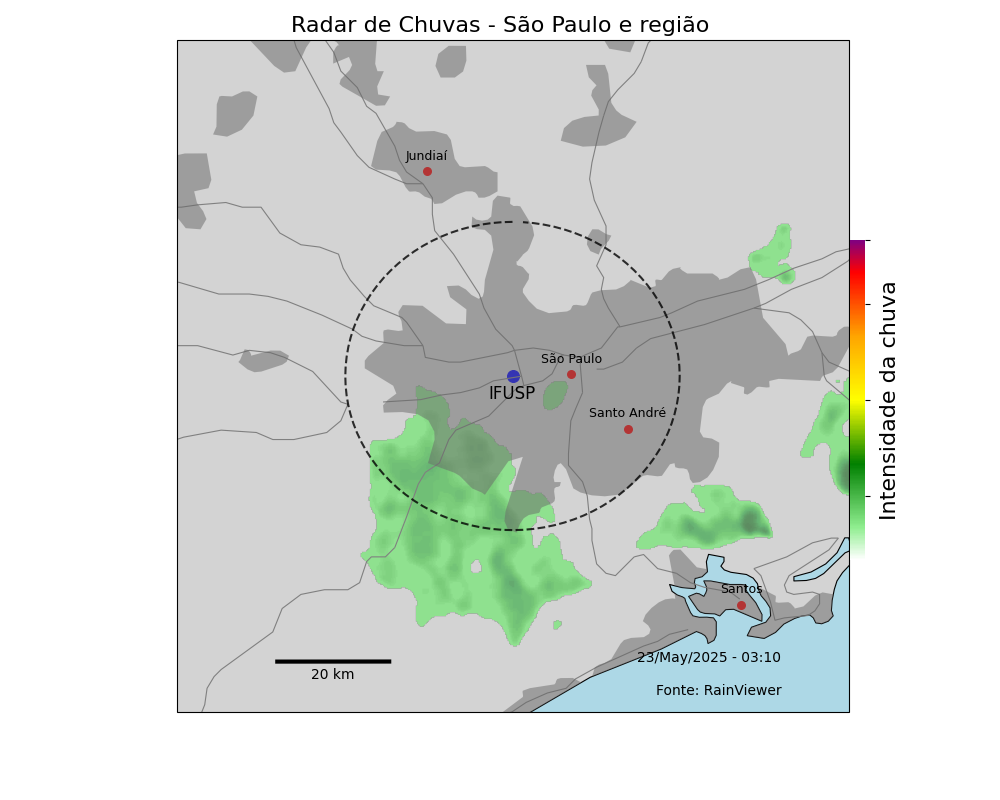 Radar de Chuvas - São Paulo e região
Jundiaí
São Paulo
IFUSP
Santo André
Intensidade da chuva
Santos
23/May/2025 - 03:10
20 km
Fonte: RainViewer